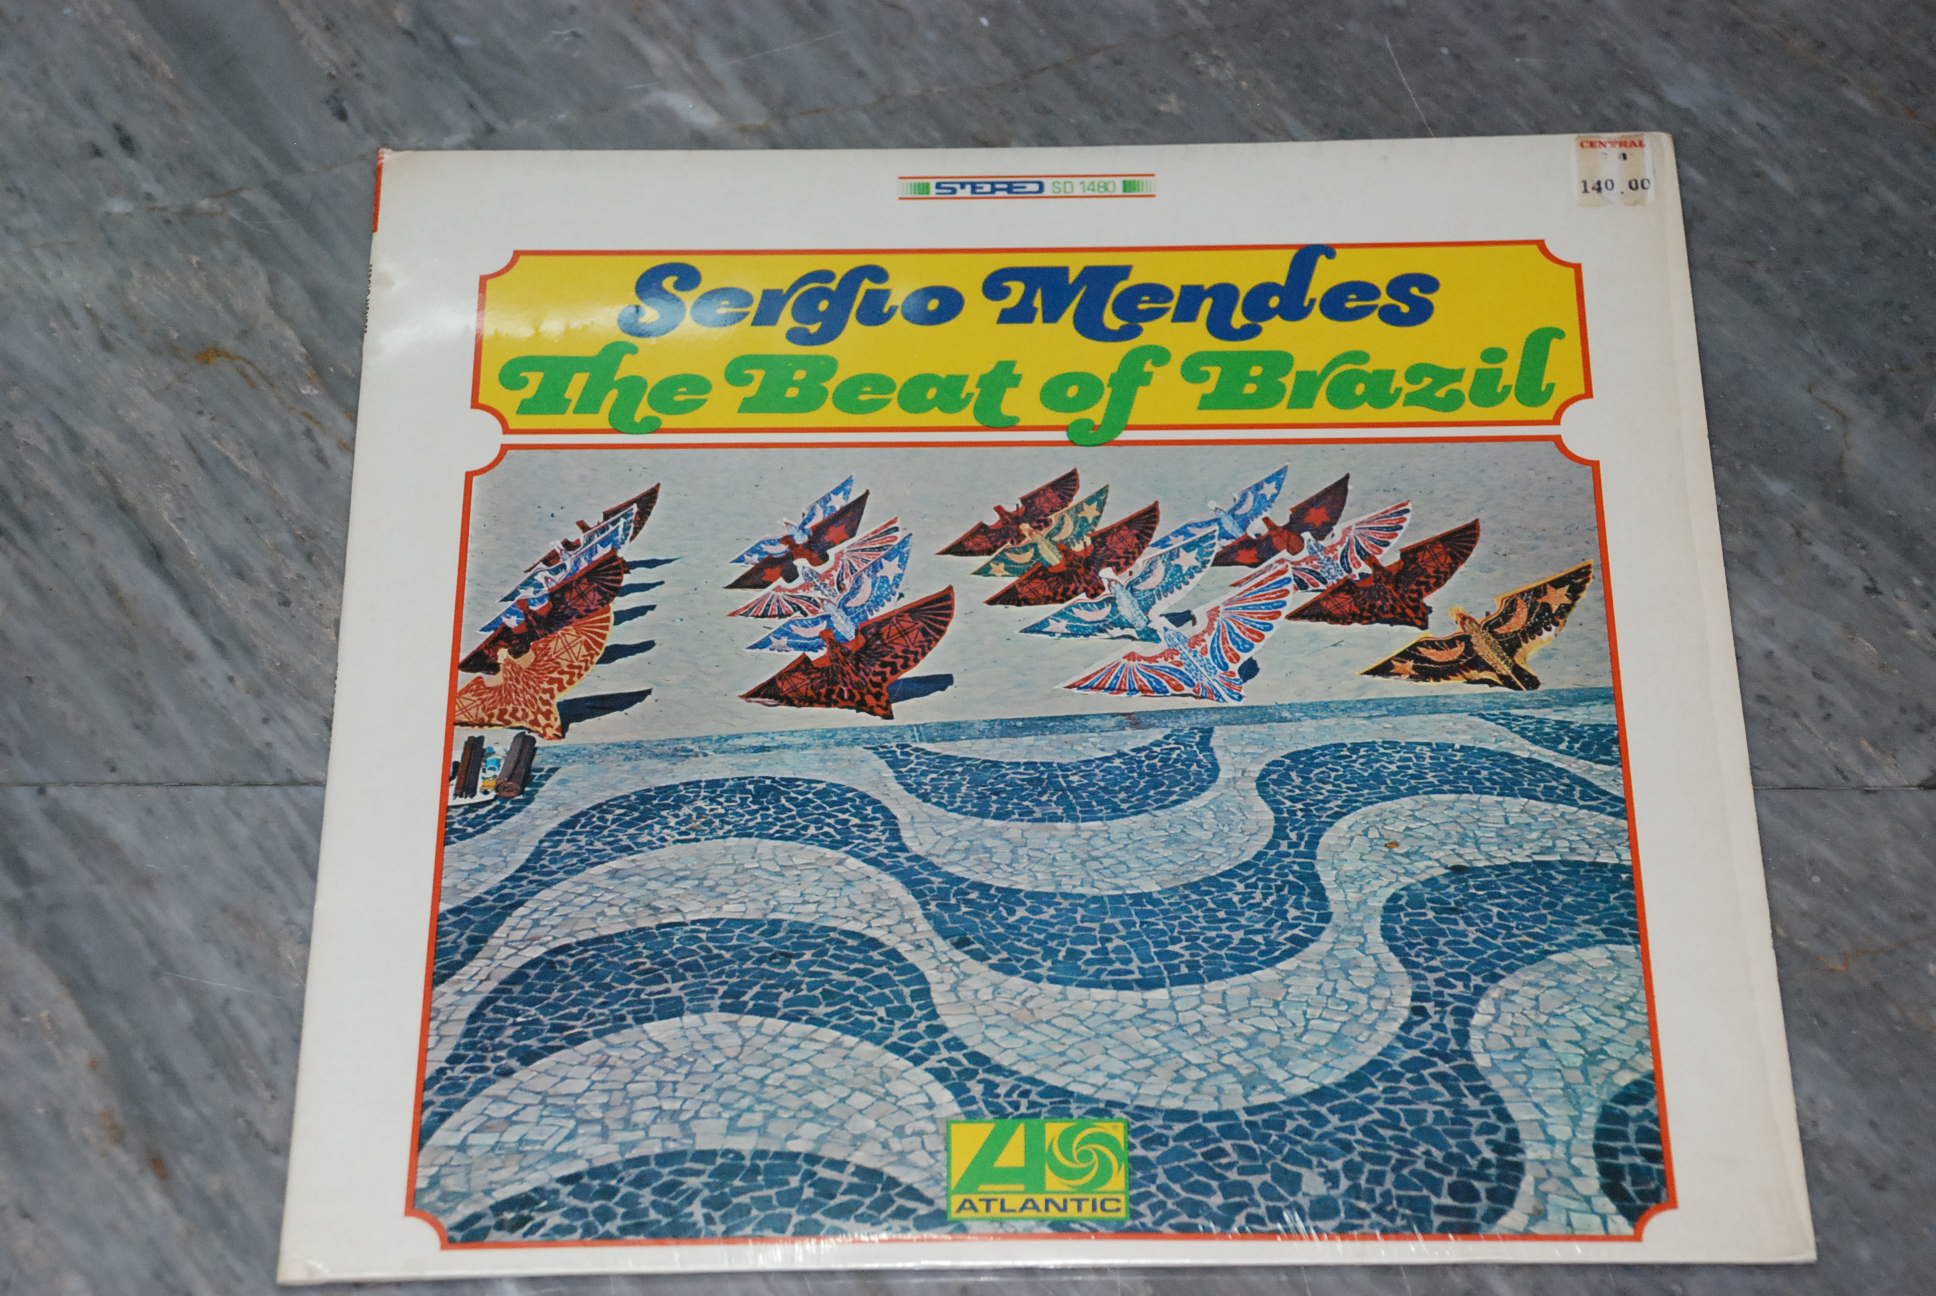 STEREO SD 1480
CENTRAL
140.00
Sergio Mendes
The Beat of Brazil
ATLANTIC